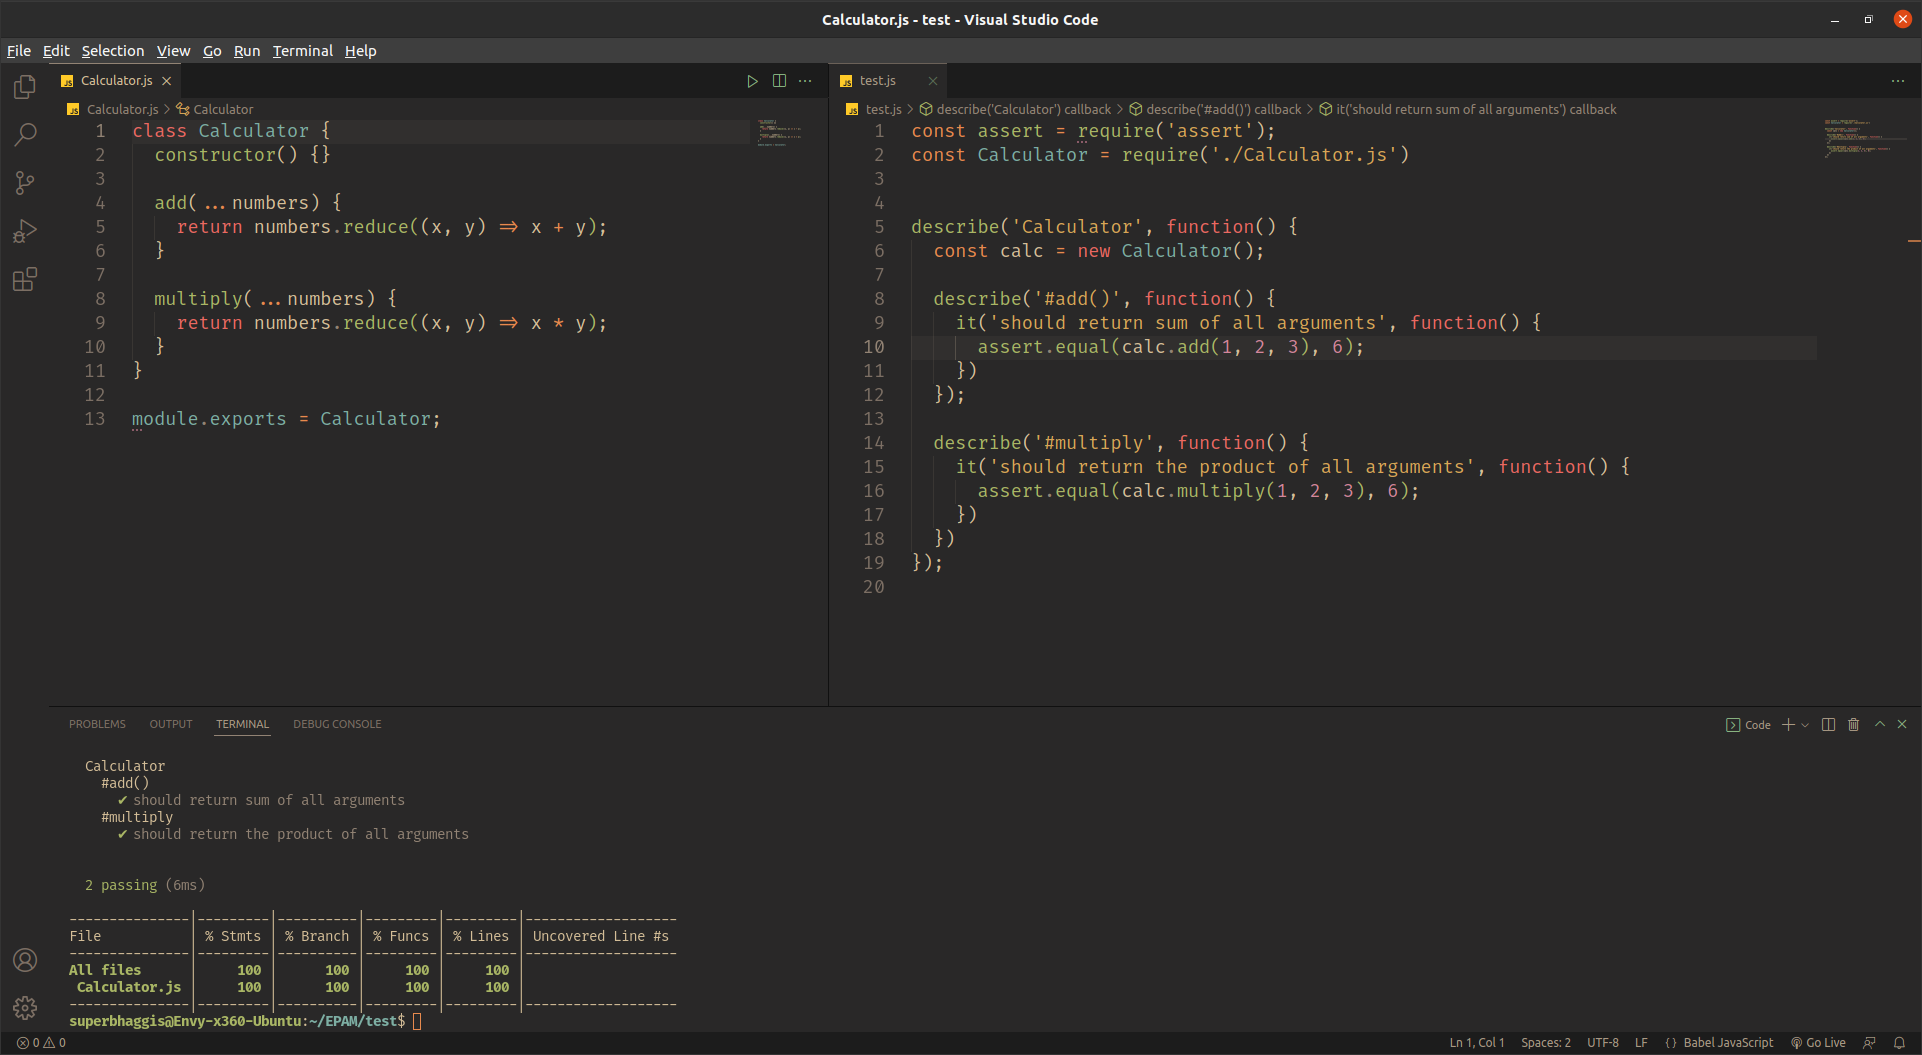 Calculator.js - test - Visual Studio Code
File Edit Selection View Go Run Terminal Help
JS Calculator.js
JS Calculator.js > Calculator
1 class Calculator {
2 constructor() {}
3
4 add(...numbers) {
5 return numbers.reduce((x, y) => x + y);
6 }
7
8 multiply(...numbers) {
9 return numbers.reduce((x, y) => x * y);
10 }
11 }
12
13 module.exports = Calculator;
JS test.js
JS test.js > describe('Calculator') callback > describe('#add()') callback > it('should return sum of all arguments') callback
1 const assert = require('assert');
2 const Calculator = require('./Calculator.js')
3
4
5 describe('Calculator', function() {
6 const calc = new Calculator();
7
8 describe('#add()', function() {
9 it('should return sum of all arguments', function() {
10 assert.equal(calc.add(1, 2, 3), 6);
11 })
12 });
13
14 describe('#multiply', function() {
15 it('should return the product of all arguments', function() {
16 assert.equal(calc.multiply(1, 2, 3), 6);
17 })
18 })
19 });
20
PROBLEMS OUTPUT TERMINAL DEBUG CONSOLE
Code
Calculator
#add()
✔ should return sum of all arguments
#multiply
✔ should return the product of all arguments
2 passing (6ms)
---------------|---------|----------|---------|---------|-------------------
File | % Stmts | % Branch | % Funcs | % Lines | Uncovered Line #s
---------------|---------|----------|---------|---------|-------------------
All files | 100 | 100 | 100 | 100 |
Calculator.js | 100 | 100 | 100 | 100 |
---------------|---------|----------|---------|---------|-------------------
superbhaggis@Envy-x360-Ubuntu:~/EPAM/test$
0 0
Ln 1, Col 1 Spaces: 2 UTF-8 LF {} Babel JavaScript Go Live